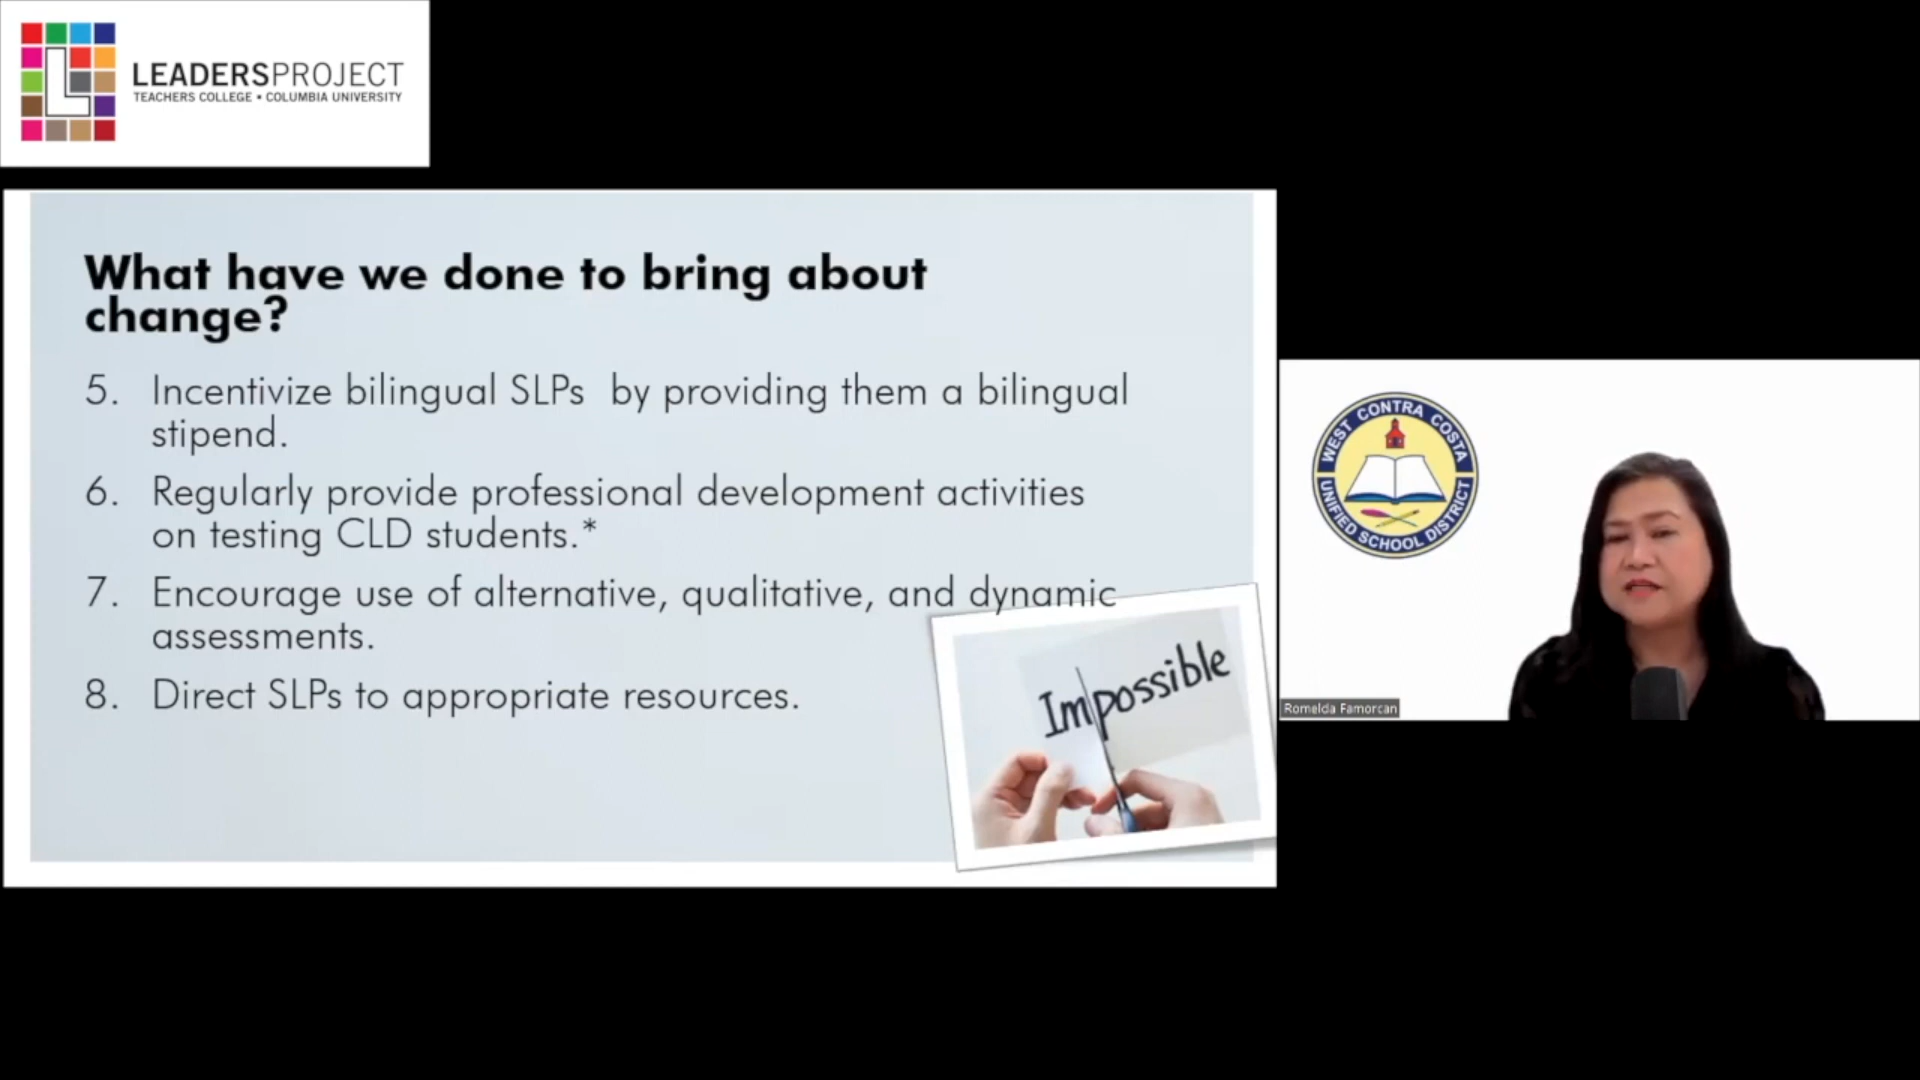 LEADERSPROJECT
TEACHERS COLLEGE • COLUMBIA UNIVERSITY
What have we done to bring about
change?
5. Incentivize bilingual SLPs by providing them a bilingual
stipend.
6. Regularly provide professional development activities
on testing CLD students.*
7. Encourage use of alternative, qualitative, and dynamic
assessments.
8. Direct SLPs to appropriate resources.
Impossible
WEST CONTRA COSTA
UNIFIED SCHOOL DISTRICT
Romelda Famorcan